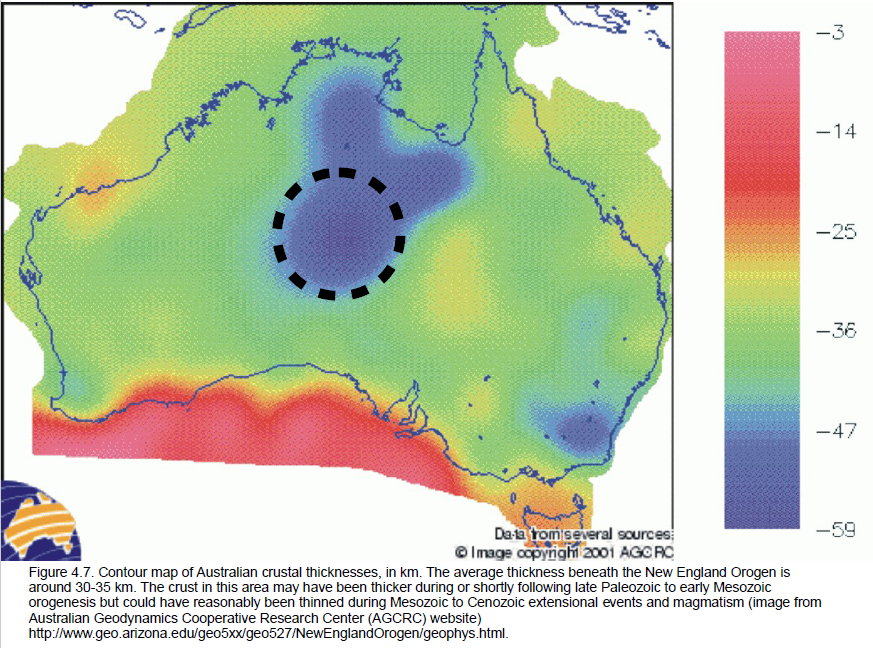 −3
−14
−25
−36
−47
−59
Data from several sources
© Image copyright 2001 AGCRC
Figure 4.7. Contour map of Australian crustal thicknesses, in km. The average thickness beneath the New England Orogen is
around 30-35 km. The crust in this area may have been thicker during or shortly following late Paleozoic to early Mesozoic
orogenesis but could have reasonably been thinned during Mesozoic to Cenozoic extensional events and magmatism (image from
Australian Geodynamics Cooperative Research Center (AGCRC) website)
http://www.geo.arizona.edu/geo5xx/geo527/NewEnglandOrogen/geophys.html.